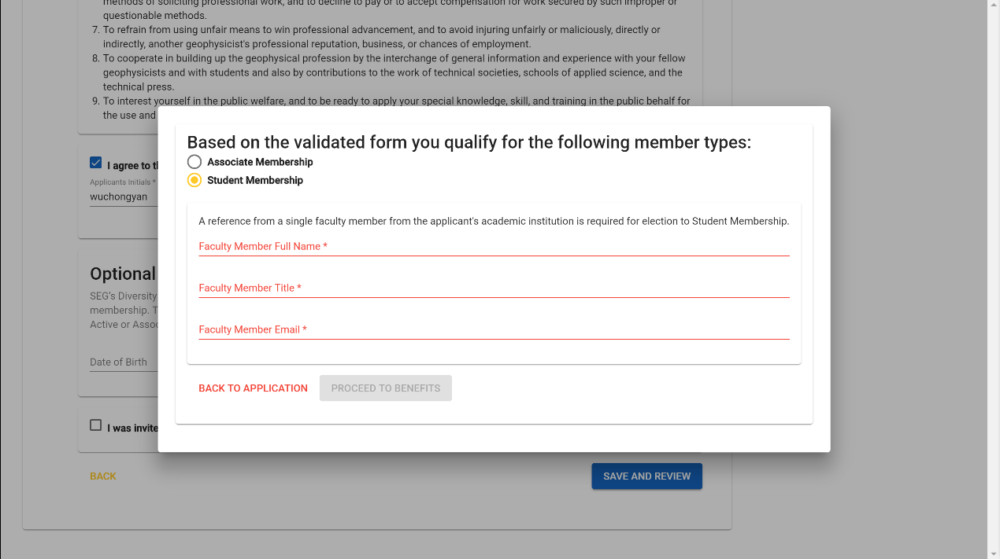 methods of soliciting professional work, and to decline to pay or to accept compensation for work secured by such improper or
questionable methods.
7. To refrain from using unfair means to win professional advancement, and to avoid injuring unfairly or maliciously, directly or
indirectly, another geophysicist's professional reputation, business, or chances of employment.
8. To cooperate in building up the geophysical profession by the interchange of general information and experience with your fellow
geophysicists and with students and also by contributions to the work of technical societies, schools of applied science, and the
technical press.
9. To interest yourself in the public welfare, and to be ready to apply your special knowledge, skill, and training in the public behalf for
the use and
Based on the validated form you qualify for the following member types:
Associate Membership
Student Membership
A reference from a single faculty member from the applicant's academic institution is required for election to Student Membership.
Faculty Member Full Name *
Faculty Member Title *
Faculty Member Email *
BACK TO APPLICATION
PROCEED TO BENEFITS
I agree to t
Applicants Initials *
wuchongyan
Optional
SEG's Diversity
membership. T
Active or Asso
Date of Birth
I was invite
BACK
SAVE AND REVIEW